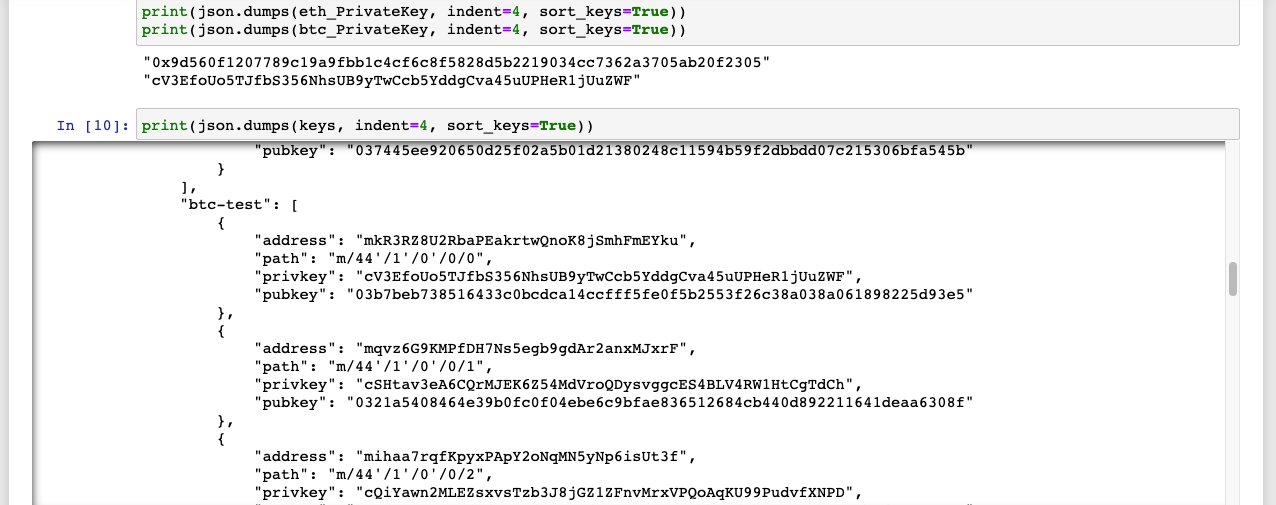 print(json.dumps(eth_PrivateKey, indent=4, sort_keys=True))
print(json.dumps(btc_PrivateKey, indent=4, sort_keys=True))
"0x9d560f1207789c19a9fbb1c4cf6c8f5828d5b2219034cc7362a3705ab20f2305"
"cV3EfoUo5TJfbS356NhsUB9yTwCcb5YddgCva45uUPHeR1jUuZWF"
In [10]: print(json.dumps(keys, indent=4, sort_keys=True))
"pubkey": "037445ee920650d25f02a5b01d21380248c11594b59f2dbbdd07c215306bfa545b"
}
],
"btc-test": [
{
"address": "mkR3RZ8U2RbaPEakrtwQnoK8jSmhFmEYku",
"path": "m/44'/1'/0'/0/0",
"privkey": "cV3EfoUo5TJfbS356NhsUB9yTwCcb5YddgCva45uUPHeR1jUuZWF",
"pubkey": "03b7beb738516433c0bcdca14ccfff5fe0f5b2553f26c38a038a061898225d93e5"
},
{
"address": "mqvz6G9KMPfDH7Ns5egb9gdAr2anxMJxrF",
"path": "m/44'/1'/0'/0/1",
"privkey": "cSHtav3eA6CQrMJEK6Z54MdVroQDysvggcES4BLV4RW1HtCgTdCh",
"pubkey": "0321a5408464e39b0fc0f04ebe6c9bfae836512684cb440d892211641deaa6308f"
},
{
"address": "mihaa7rqfKpyxPApY2oNqMN5yNp6isUt3f",
"path": "m/44'/1'/0'/0/2",
"privkey": "cQiYawn2MLEZsxvsTzb3J8jGZ1ZFnvMrxVPQoAqKU99PudvfXNPD",